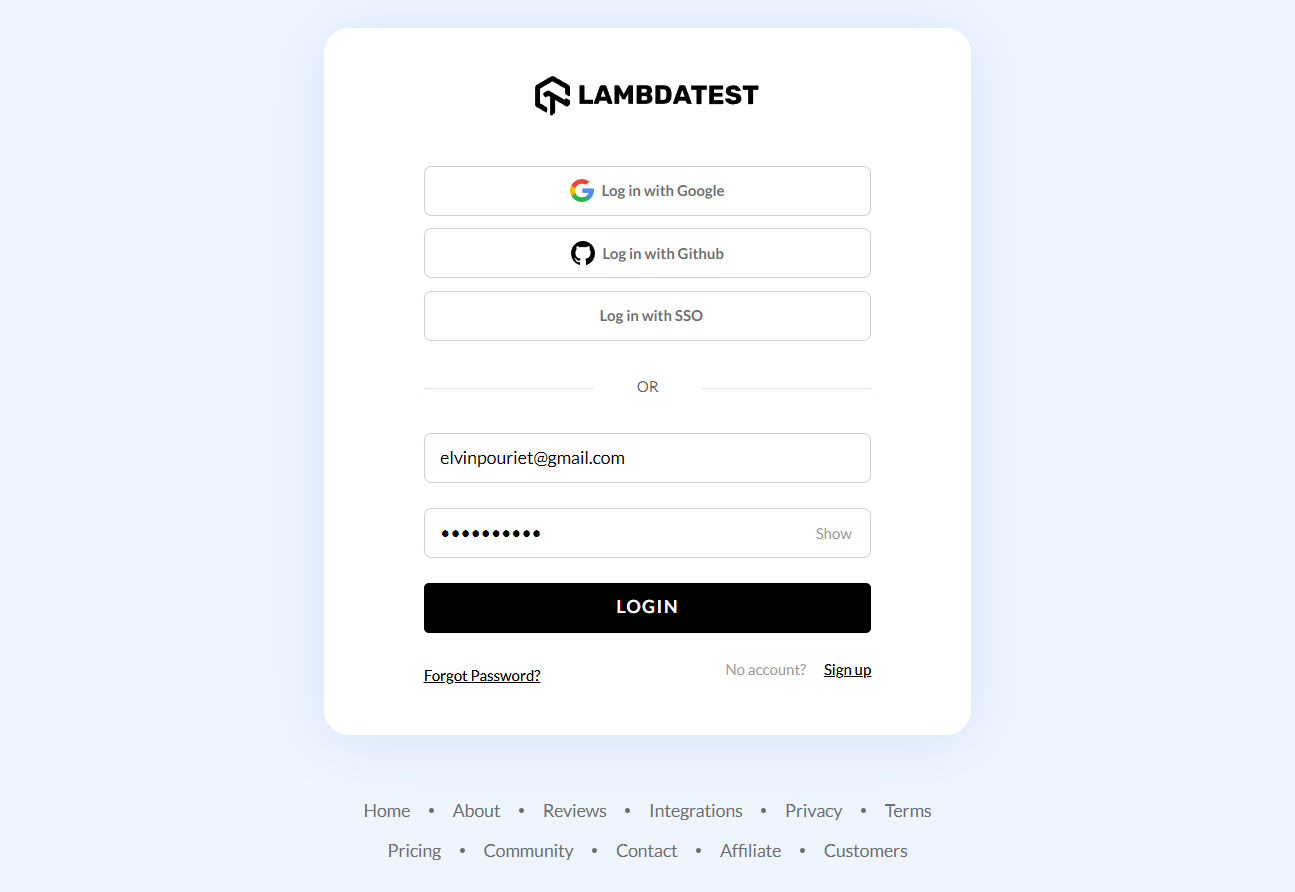 LAMBDATEST
Log in with Google
Log in with Github
Log in with SSO
OR
elvinpouriet@gmail.com
•••••••••• Show
LOGIN
Forgot Password? No account? Sign up
Home • About • Reviews • Integrations • Privacy • Terms
Pricing • Community • Contact • Affiliate • Customers